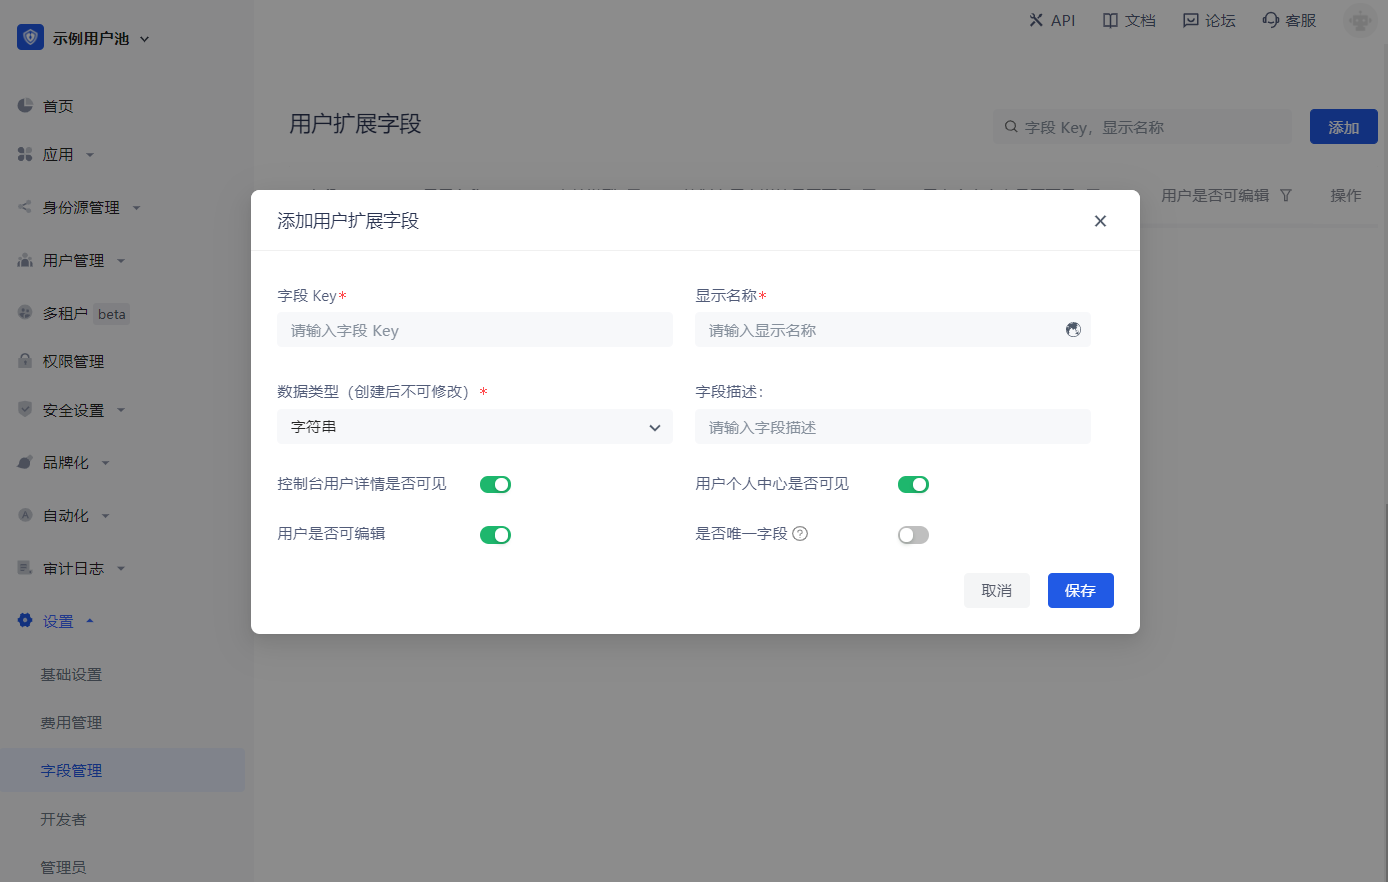 示例用户池
API
文档
论坛
客服
首页
应用
身份源管理
用户管理
多租户 beta
权限管理
安全设置
品牌化
自动化
审计日志
设置
基础设置
费用管理
字段管理
开发者
管理员
用户扩展字段
字段 Key，显示名称
添加
用户是否可编辑
操作
添加用户扩展字段
字段 Key*
请输入字段 Key
显示名称*
请输入显示名称
数据类型（创建后不可修改） *
字符串
字段描述：
请输入字段描述
控制台用户详情是否可见
用户个人中心是否可见
用户是否可编辑
是否唯一字段
取消
保存